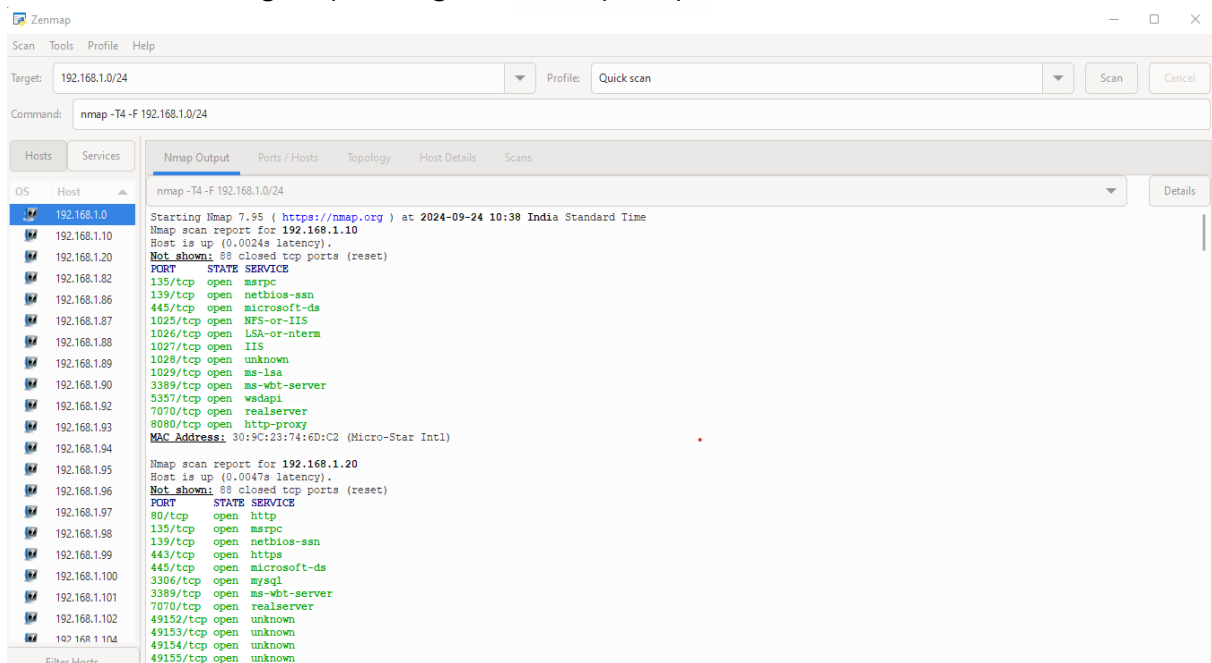 Zenmap
Scan Tools Profile Help
Target: 192.168.1.0/24 Profile: Quick scan Scan Cancel
Command: nmap -T4 -F 192.168.1.0/24
Hosts Services
Nmap Output Ports / Hosts Topology Host Details Scans
OS Host
nmap -T4 -F 192.168.1.0/24 Details
192.168.1.0
192.168.1.10
192.168.1.20
192.168.1.82
192.168.1.86
192.168.1.87
192.168.1.88
192.168.1.89
192.168.1.90
192.168.1.92
192.168.1.93
192.168.1.94
192.168.1.95
192.168.1.96
192.168.1.97
192.168.1.98
192.168.1.99
192.168.1.100
192.168.1.101
192.168.1.102
192.168.1.104
Filter Hosts
Starting Nmap 7.95 ( https://nmap.org ) at 2024-09-24 10:38 India Standard Time
Nmap scan report for 192.168.1.10
Host is up (0.0024s latency).
Not shown: 88 closed tcp ports (reset)
PORT STATE SERVICE
135/tcp open msrpc
139/tcp open netbios-ssn
445/tcp open microsoft-ds
1025/tcp open NFS-or-IIS
1026/tcp open LSA-or-nterm
1027/tcp open IIS
1028/tcp open unknown
1029/tcp open ms-lsa
3389/tcp open ms-wbt-server
5357/tcp open wsdapi
7070/tcp open realserver
8080/tcp open http-proxy
MAC Address: 30:9C:23:74:6D:C2 (Micro-Star Intl)
Nmap scan report for 192.168.1.20
Host is up (0.0047s latency).
Not shown: 88 closed tcp ports (reset)
PORT STATE SERVICE
80/tcp open http
135/tcp open msrpc
139/tcp open netbios-ssn
443/tcp open https
445/tcp open microsoft-ds
3306/tcp open mysql
3389/tcp open ms-wbt-server
7070/tcp open realserver
49152/tcp open unknown
49153/tcp open unknown
49154/tcp open unknown
49155/tcp open unknown